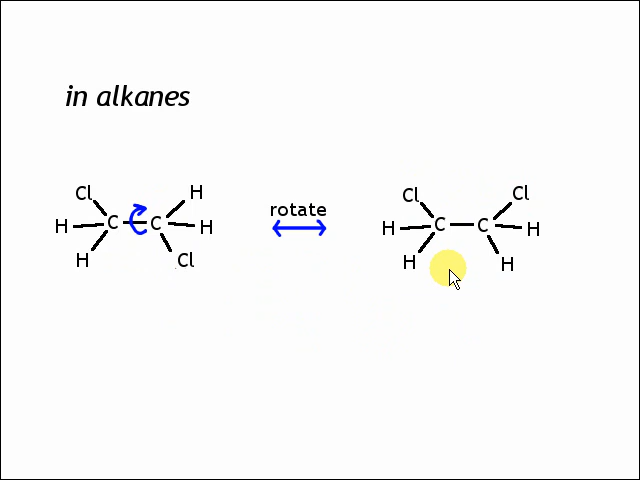 in alkanes
Cl H Cl Cl
rotate
H C C H H C C H
H Cl H H